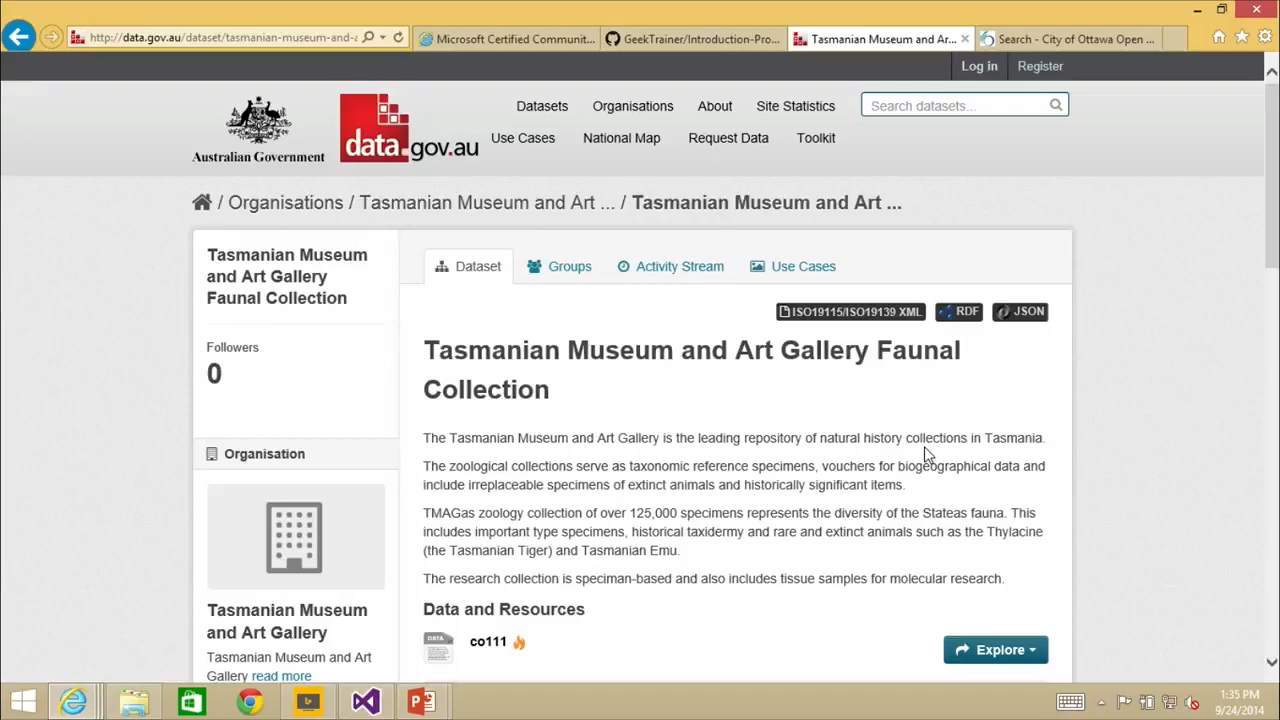 http://data.gov.au/dataset/tasmanian-museum-and-a
Microsoft Certified Communit...
GeekTrainer/Introduction-Pro...
Tasmanian Museum and Ar...
Search - City of Ottawa Open ...
Log in
Register
Australian Government
data.gov.au
Datasets
Organisations
About
Site Statistics
Search datasets...
Use Cases
National Map
Request Data
Toolkit
/ Organisations / Tasmanian Museum and Art ... / Tasmanian Museum and Art ...
Tasmanian Museum
and Art Gallery
Faunal Collection
Followers
0
Organisation
Tasmanian Museum
and Art Gallery
Tasmanian Museum and Art
Gallery read more
Dataset
Groups
Activity Stream
Use Cases
ISO19115/ISO19139 XML
RDF
JSON
Tasmanian Museum and Art Gallery Faunal
Collection
The Tasmanian Museum and Art Gallery is the leading repository of natural history collections in Tasmania.
The zoological collections serve as taxonomic reference specimens, vouchers for biogeographical data and
include irreplaceable specimens of extinct animals and historically significant items.
TMAGas zoology collection of over 125,000 specimens represents the diversity of the Stateas fauna. This
includes important type specimens, historical taxidermy and rare and extinct animals such as the Thylacine
(the Tasmanian Tiger) and Tasmanian Emu.
The research collection is speciman-based and also includes tissue samples for molecular research.
Data and Resources
DATA
co111
Explore
1:35 PM
9/24/2014